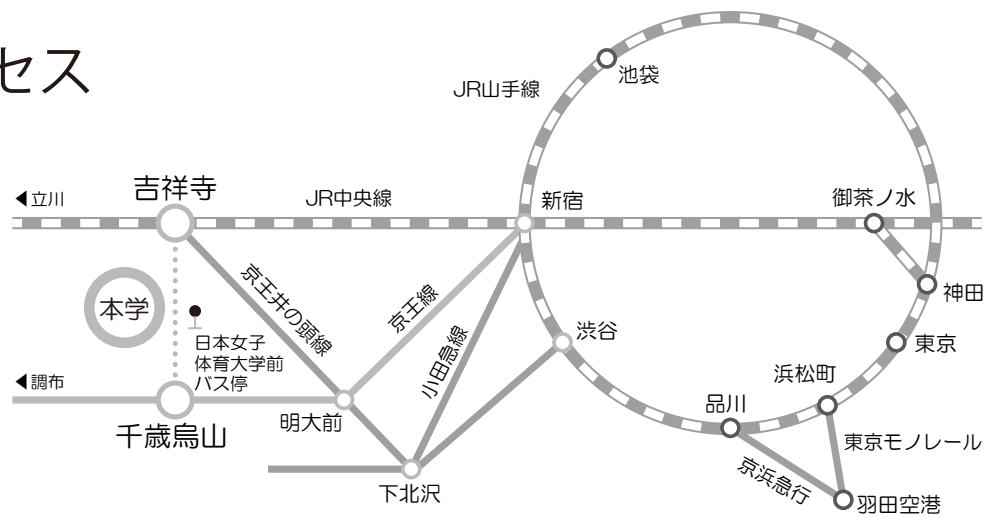 セス
JR山手線
池袋
◀立川
吉祥寺
JR中央線
新宿
御茶ノ水
神田
本学
京王井の頭線
京王線
小田急線
渋谷
東京
日本女子
体育大学前
バス停
◀調布
千歳烏山
明大前
下北沢
浜松町
品川
東京モノレール
京浜急行
羽田空港